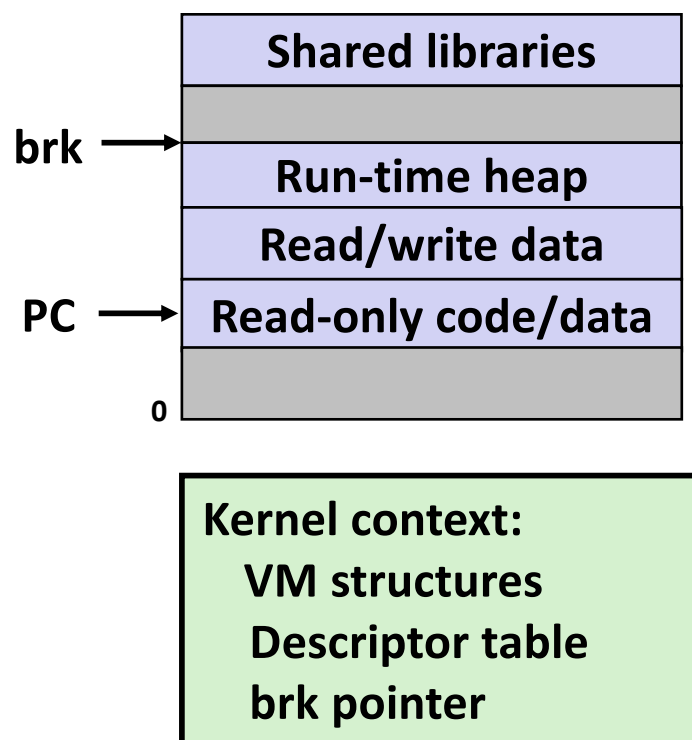 Shared libraries
brk
Run-time heap
Read/write data
PC
Read-only code/data
0
Kernel context:
VM structures
Descriptor table
brk pointer